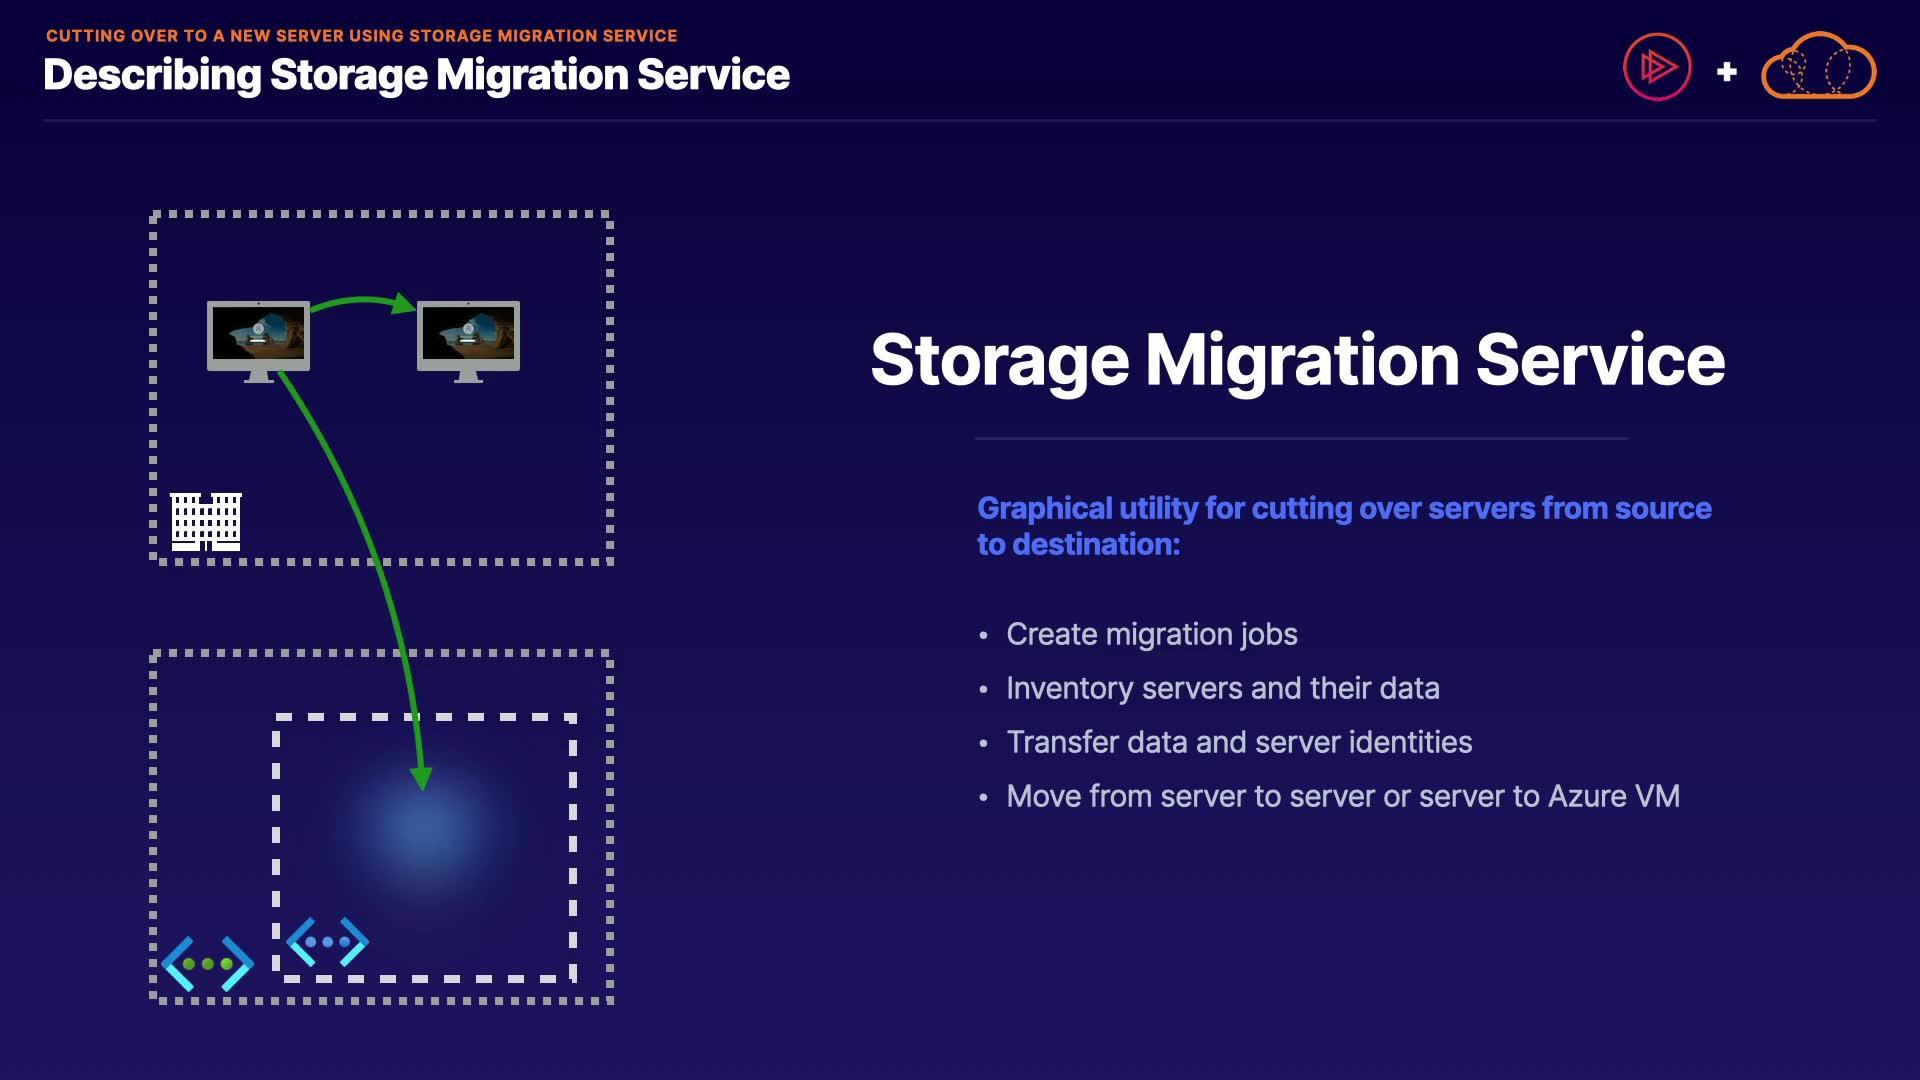 CUTTING OVER TO A NEW SERVER USING STORAGE MIGRATION SERVICE
Describing Storage Migration Service
Storage Migration Service
Graphical utility for cutting over servers from source
to destination:
• Create migration jobs
• Inventory servers and their data
• Transfer data and server identities
• Move from server to server or server to Azure VM